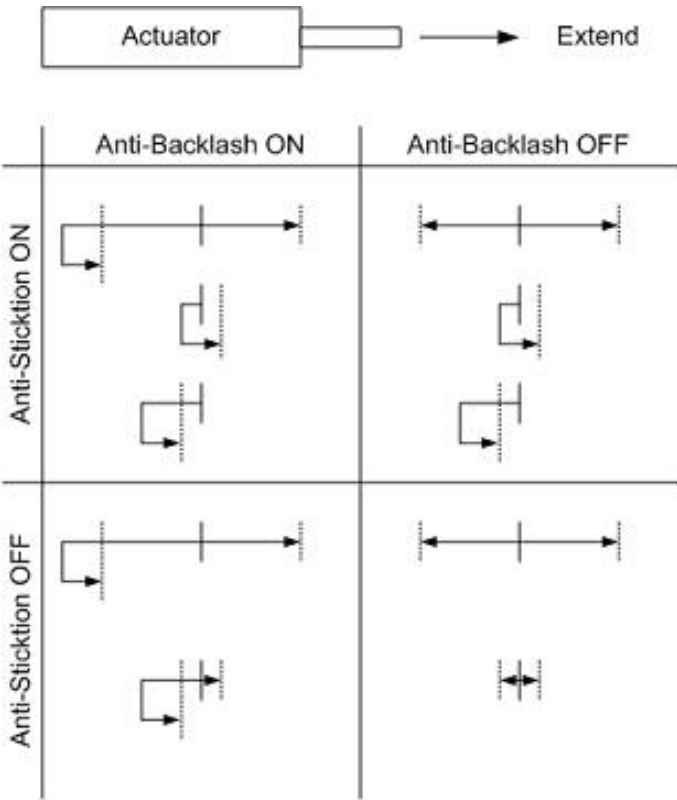 Actuator
Extend
Anti-Backlash ON
Anti-Backlash OFF
Anti-Sticktion ON
Anti-Sticktion OFF